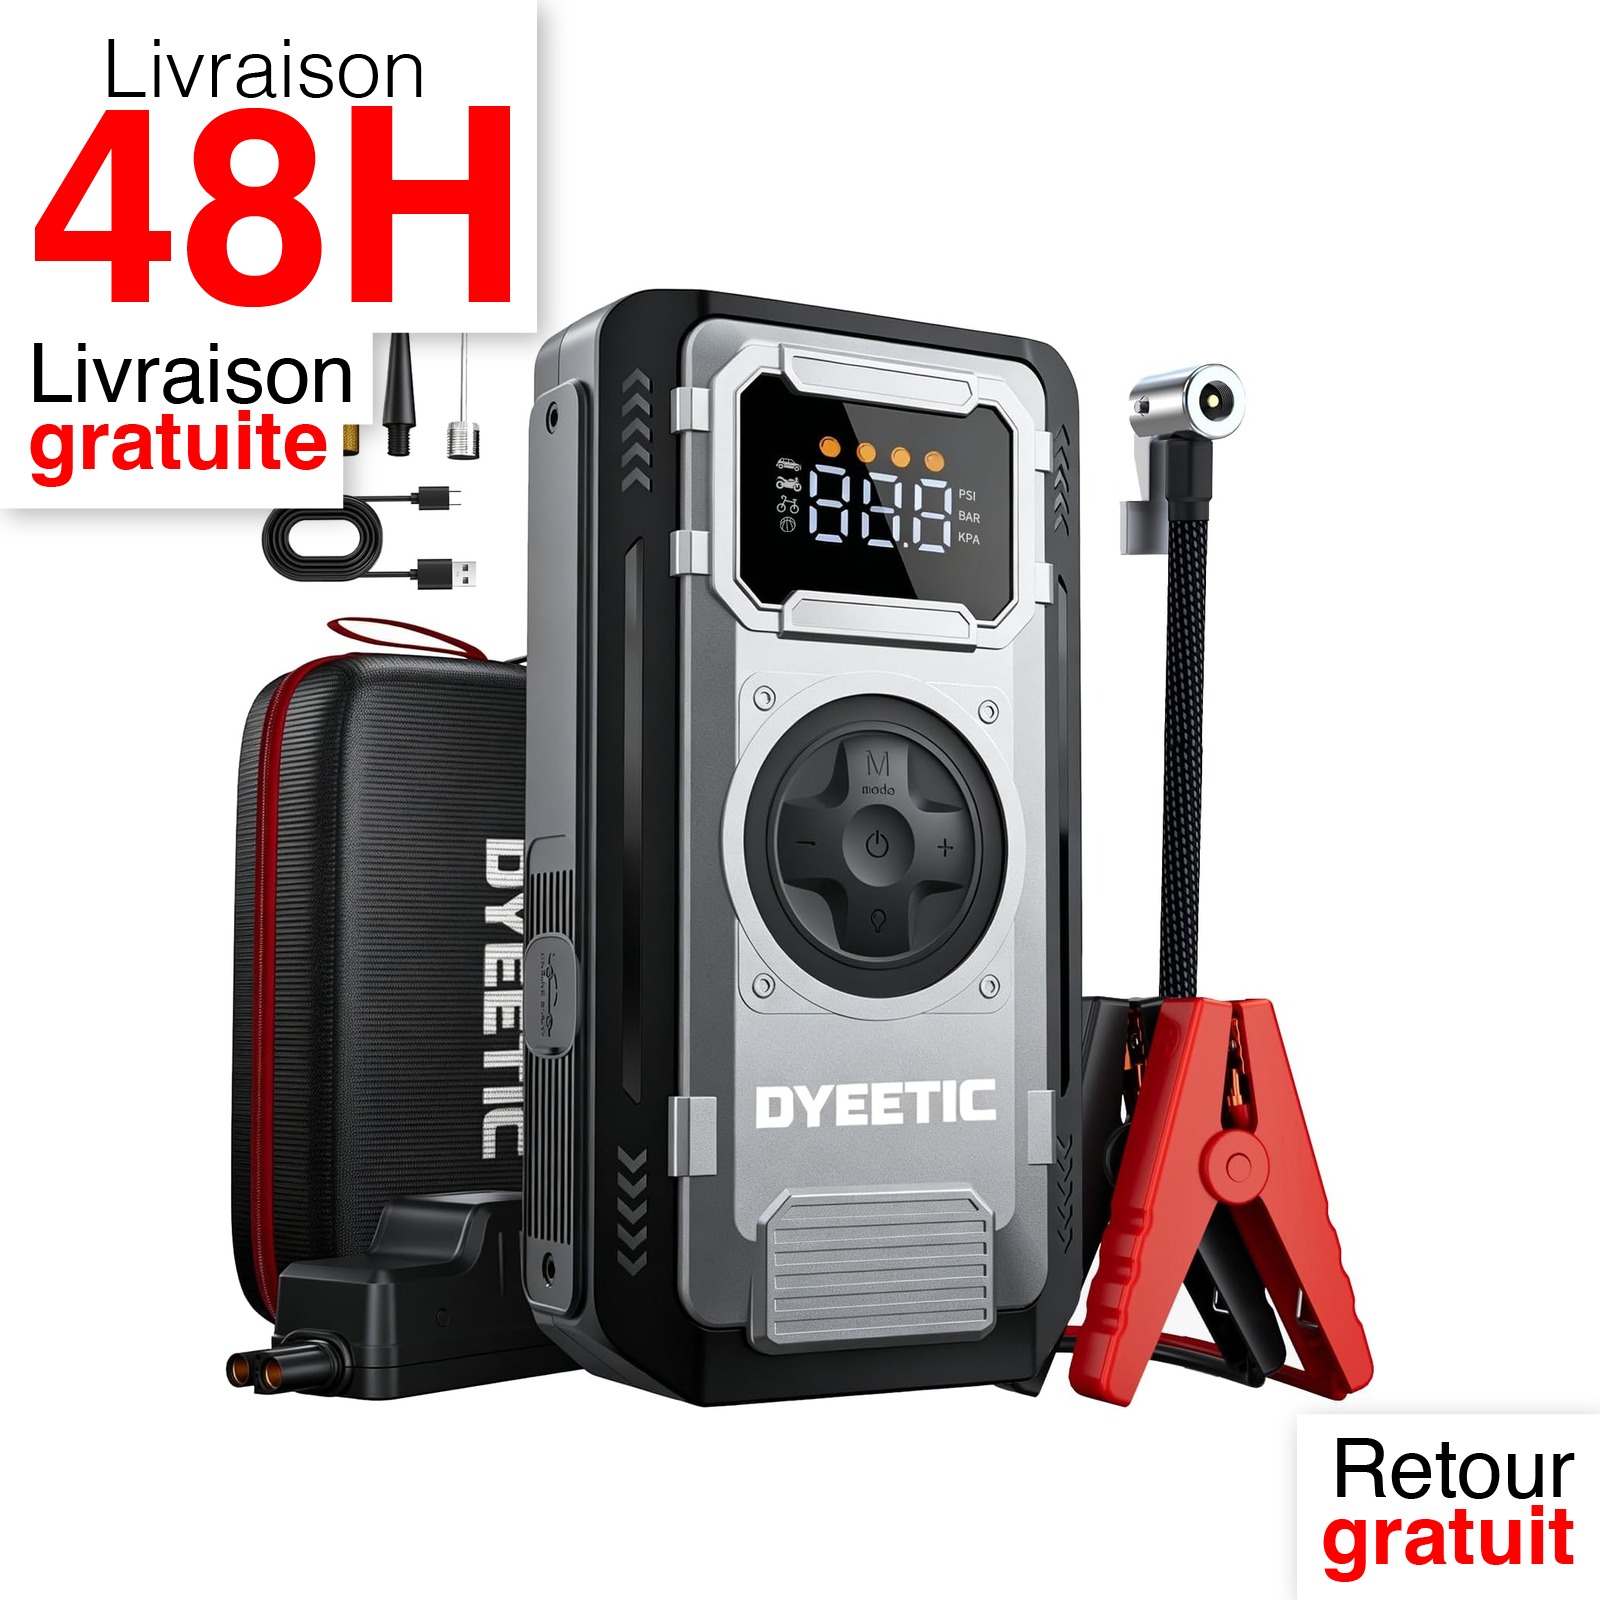 Livraison
48H
Livraison
gratuite
888
PSI
BAR
KPA
M
mode
− +
DYEETIC
DYEETIC
Retour
gratuit